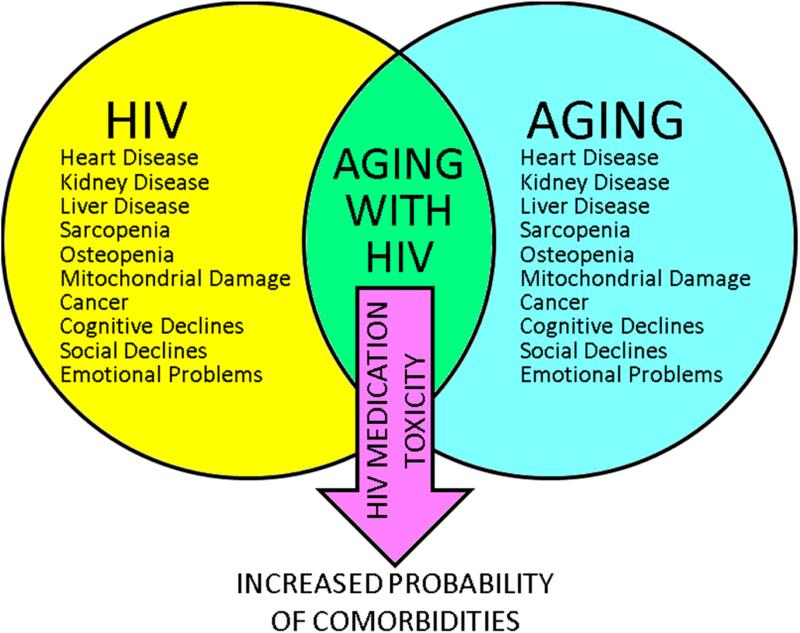 HIV
Heart Disease
Kidney Disease
Liver Disease
Sarcopenia
Osteopenia
Mitochondrial Damage
Cancer
Cognitive Declines
Social Declines
Emotional Problems
AGING
WITH
HIV
AGING
Heart Disease
Kidney Disease
Liver Disease
Sarcopenia
Osteopenia
Mitochondrial Damage
Cancer
Cognitive Declines
Social Declines
Emotional Problems
HIV MEDICATION
TOXICITY
INCREASED PROBABILITY
OF COMORBIDITIES